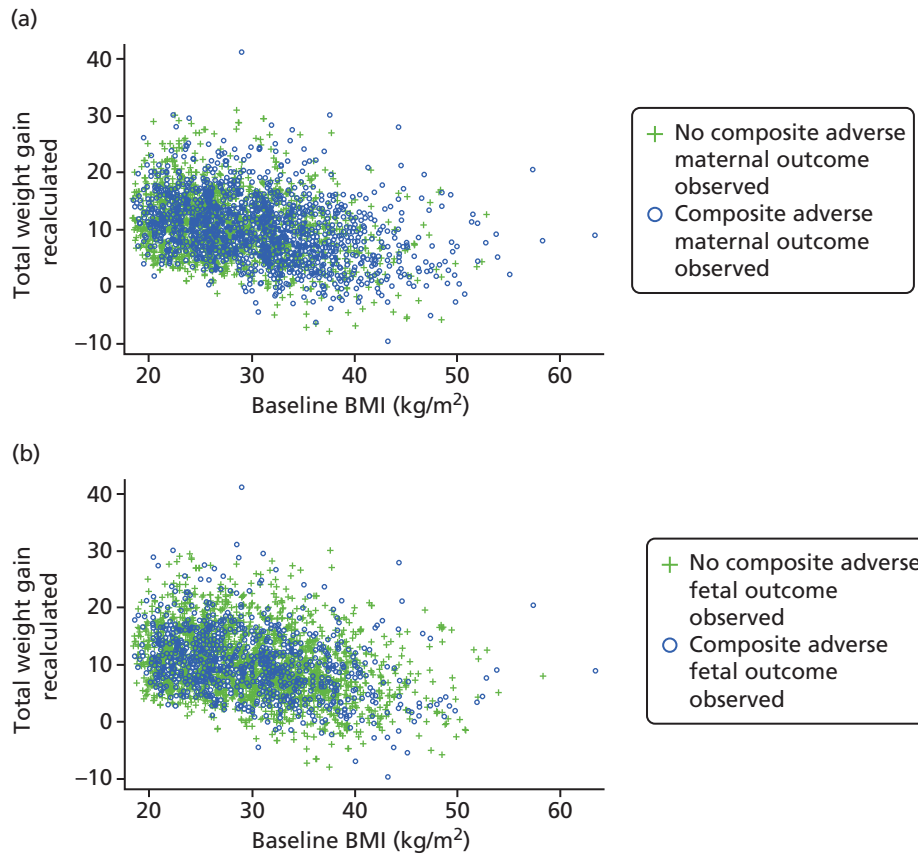 (a)
Total weight gain
recalculated
40
30
20
10
0
−10
20 30 40 50 60
Baseline BMI (kg/m²)
No composite adverse
maternal outcome
observed
Composite adverse
maternal outcome
observed
(b)
Total weight gain
recalculated
40
30
20
10
0
−10
20 30 40 50 60
Baseline BMI (kg/m²)
No composite adverse
fetal outcome
observed
Composite adverse
fetal outcome
observed